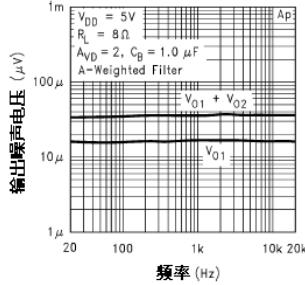 1m
100μ
10μ
1μ
输出噪声电压 (μV)
V_DD = 5V
R_L = 8Ω
A_VD = 2, C_B = 1.0 μF
A-Weighted Filter
Ap
V_O1 + V_O2
V_O1
20 100 1k 10k 20k
频率 (Hz)